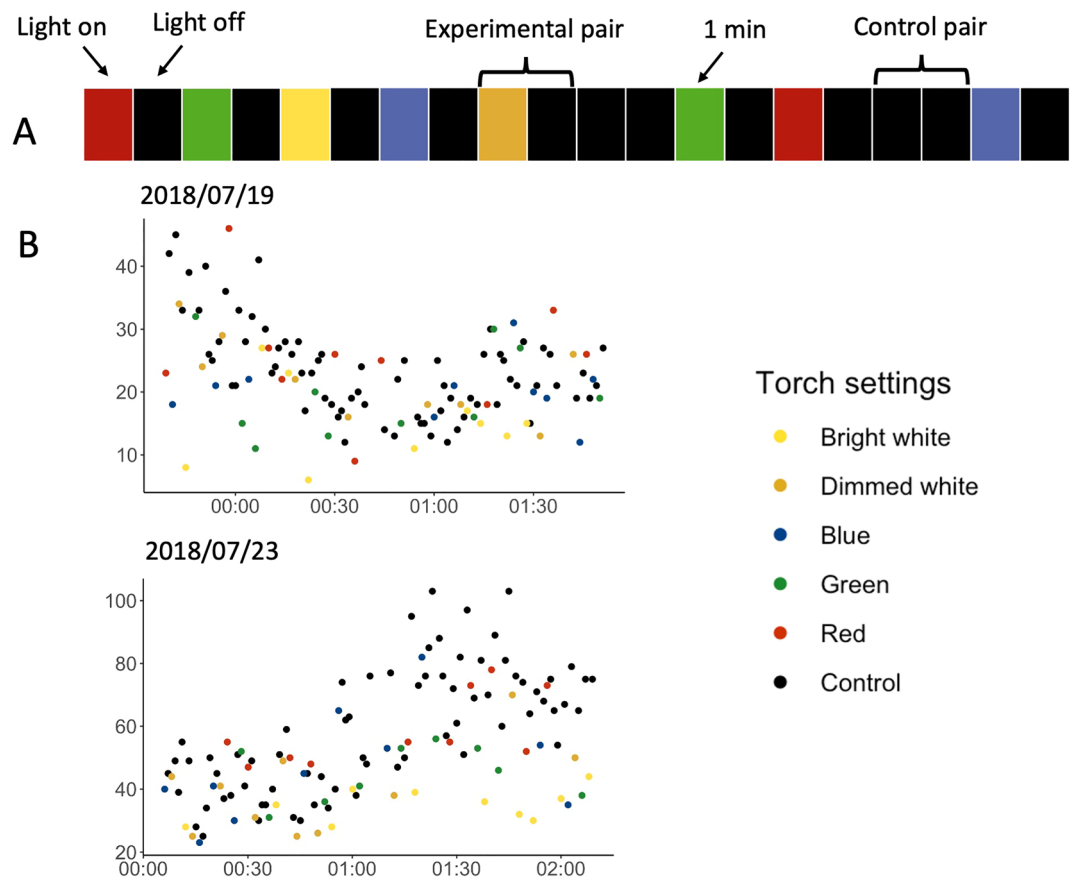 Light on
Light off
Experimental pair
1 min
Control pair
A
2018/07/19
B
40
30
20
10
00:00 00:30 01:00 01:30
2018/07/23
100
80
60
40
20
00:00 00:30 01:00 01:30 02:00
Torch settings
Bright white
Dimmed white
Blue
Green
Red
Control